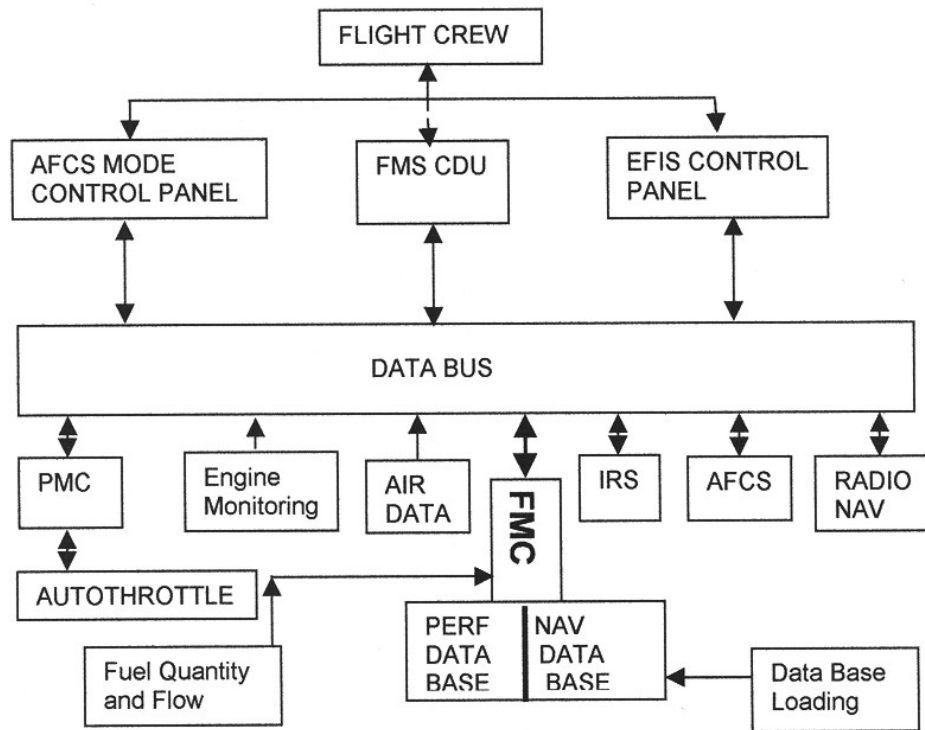 FLIGHT CREW
AFCS MODE
CONTROL PANEL
FMS CDU
EFIS CONTROL
PANEL
DATA BUS
PMC
Engine
Monitoring
AIR
DATA
FMC
IRS
AFCS
RADIO
NAV
AUTOTHROTTLE
PERF
DATA
BASE
NAV
DATA
BASE
Fuel Quantity
and Flow
Data Base
Loading